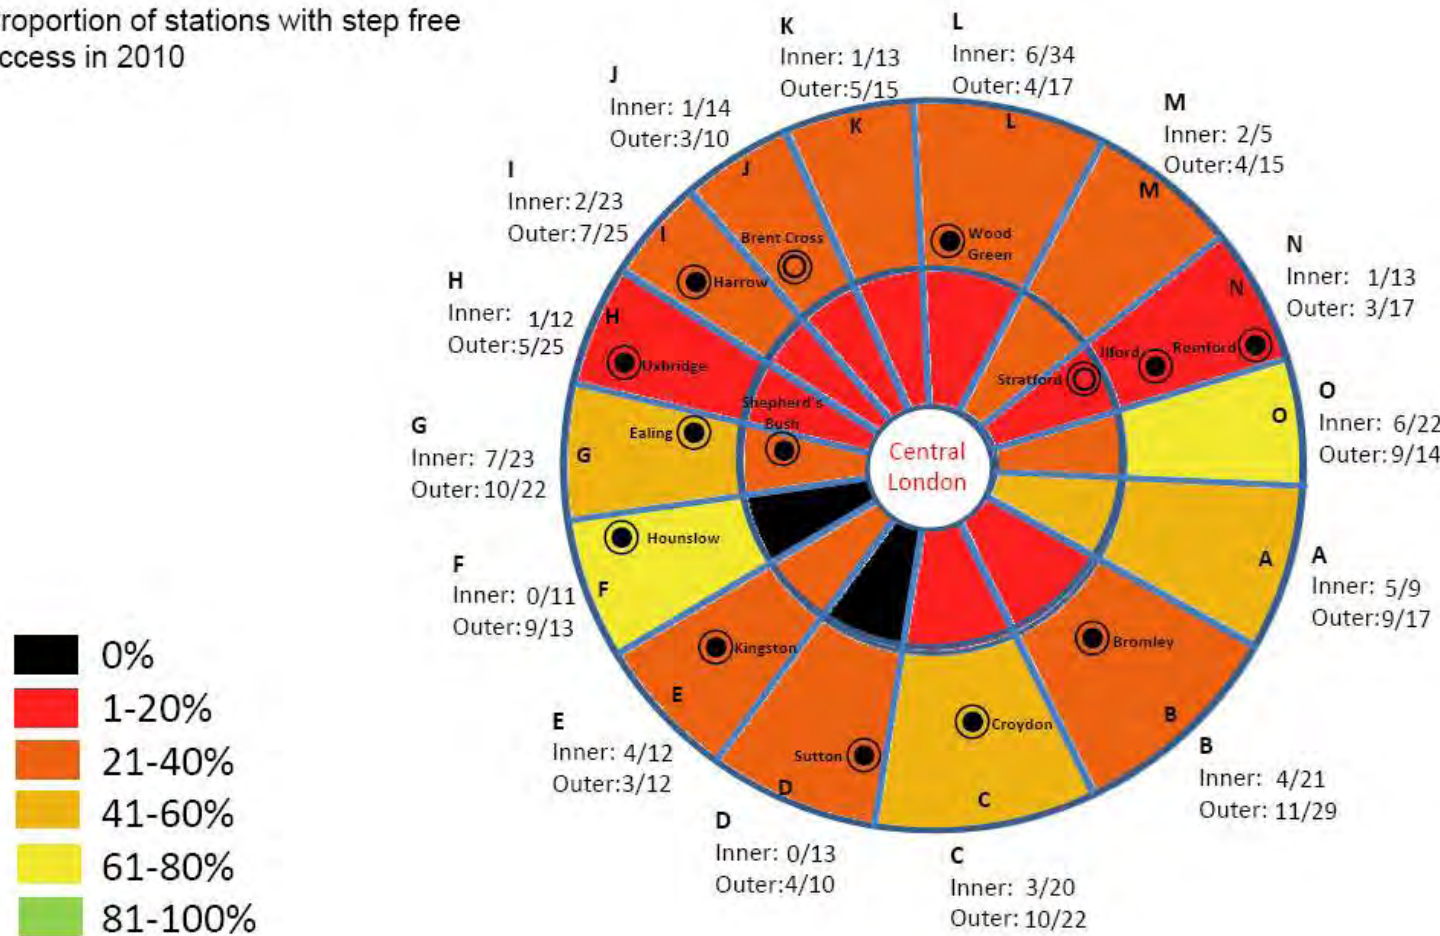 roportion of stations with step free
ccess in 2010
K
Inner: 1/13
Outer:5/15
L
Inner: 6/34
Outer:4/17
J
Inner: 1/14
Outer:3/10
M
Inner: 2/5
Outer:4/15
I
Inner:2/23
Outer:7/25
N
Inner: 1/13
Outer: 3/17
H
Inner: 1/12
Outer:5/25
O
Inner: 6/22
Outer:9/14
G
Inner: 7/23
Outer:10/22
A
Inner: 5/9
Outer:9/17
F
Inner: 0/11
Outer:9/13
B
Inner: 4/21
Outer:11/29
E
Inner: 4/12
Outer:3/12
D
Inner: 0/13
Outer:4/10
C
Inner: 3/20
Outer:10/22
K
L
J
M
I
N
H
O
G
A
F
B
E
D
C
Wood
Green
Brent Cross
Harrow
Uxbridge
Shepherd's
Bush
Ealing
Hounslow
Kingston
Sutton
Croydon
Bromley
Stratford
Ilford
Romford
Central
London
0%
1-20%
21-40%
41-60%
61-80%
81-100%